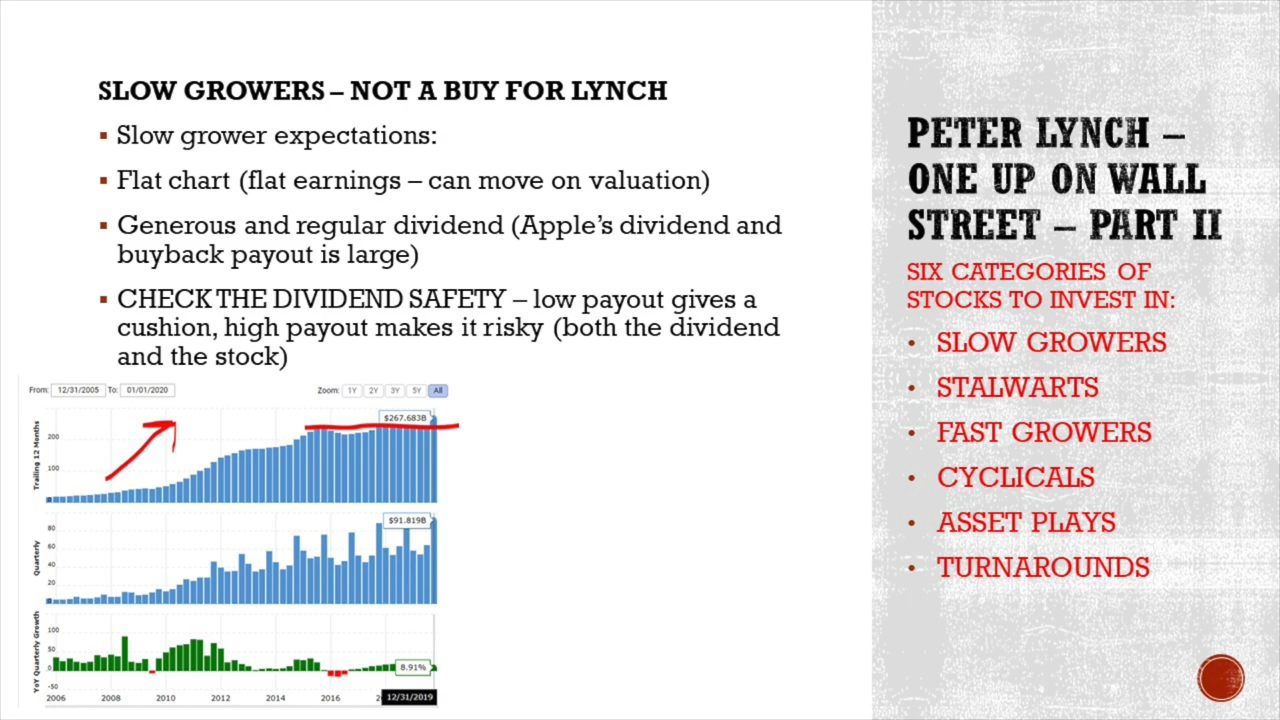 SLOW GROWERS – NOT A BUY FOR LYNCH
▪ Slow grower expectations:
▪ Flat chart (flat earnings – can move on valuation)
▪ Generous and regular dividend (Apple's dividend and
buyback payout is large)
▪ CHECK THE DIVIDEND SAFETY – low payout gives a
cushion, high payout makes it risky (both the dividend
and the stock)
From: 12/31/2005 To: 01/01/2020 Zoom: 1Y 2Y 3Y 5Y All
Trailing 12 Months
200
100
0
$267.683B
Quarterly
80
60
40
20
0
$91.819B
YoY Quarterly Growth
100
50
0
-50
8.91%
2006 2008 2010 2012 2014 2016 12/31/2019
PETER LYNCH –
ONE UP ON WALL
STREET – PART II
SIX CATEGORIES OF
STOCKS TO INVEST IN:
• SLOW GROWERS
• STALWARTS
• FAST GROWERS
• CYCLICALS
• ASSET PLAYS
• TURNAROUNDS